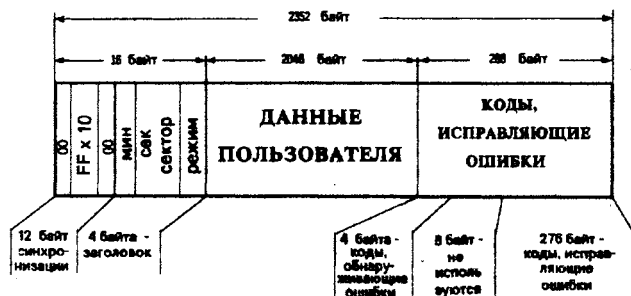 2352 байт
16 байт
2048 байт
288 байт
00
FF x 10
00
мин
сек
сектор
режим
ДАННЫЕ
ПОЛЬЗОВАТЕЛЯ
КОДЫ,
ИСПРАВЛЯЮЩИЕ
ОШИБКИ
12 байт
синхро-
низации
4 байта -
заголовок
4 байта -
коды,
обнару-
живающие
ошибки
8 байт -
не
исполь
зуются
276 байт -
коды, исправ-
ляющие
ошибки